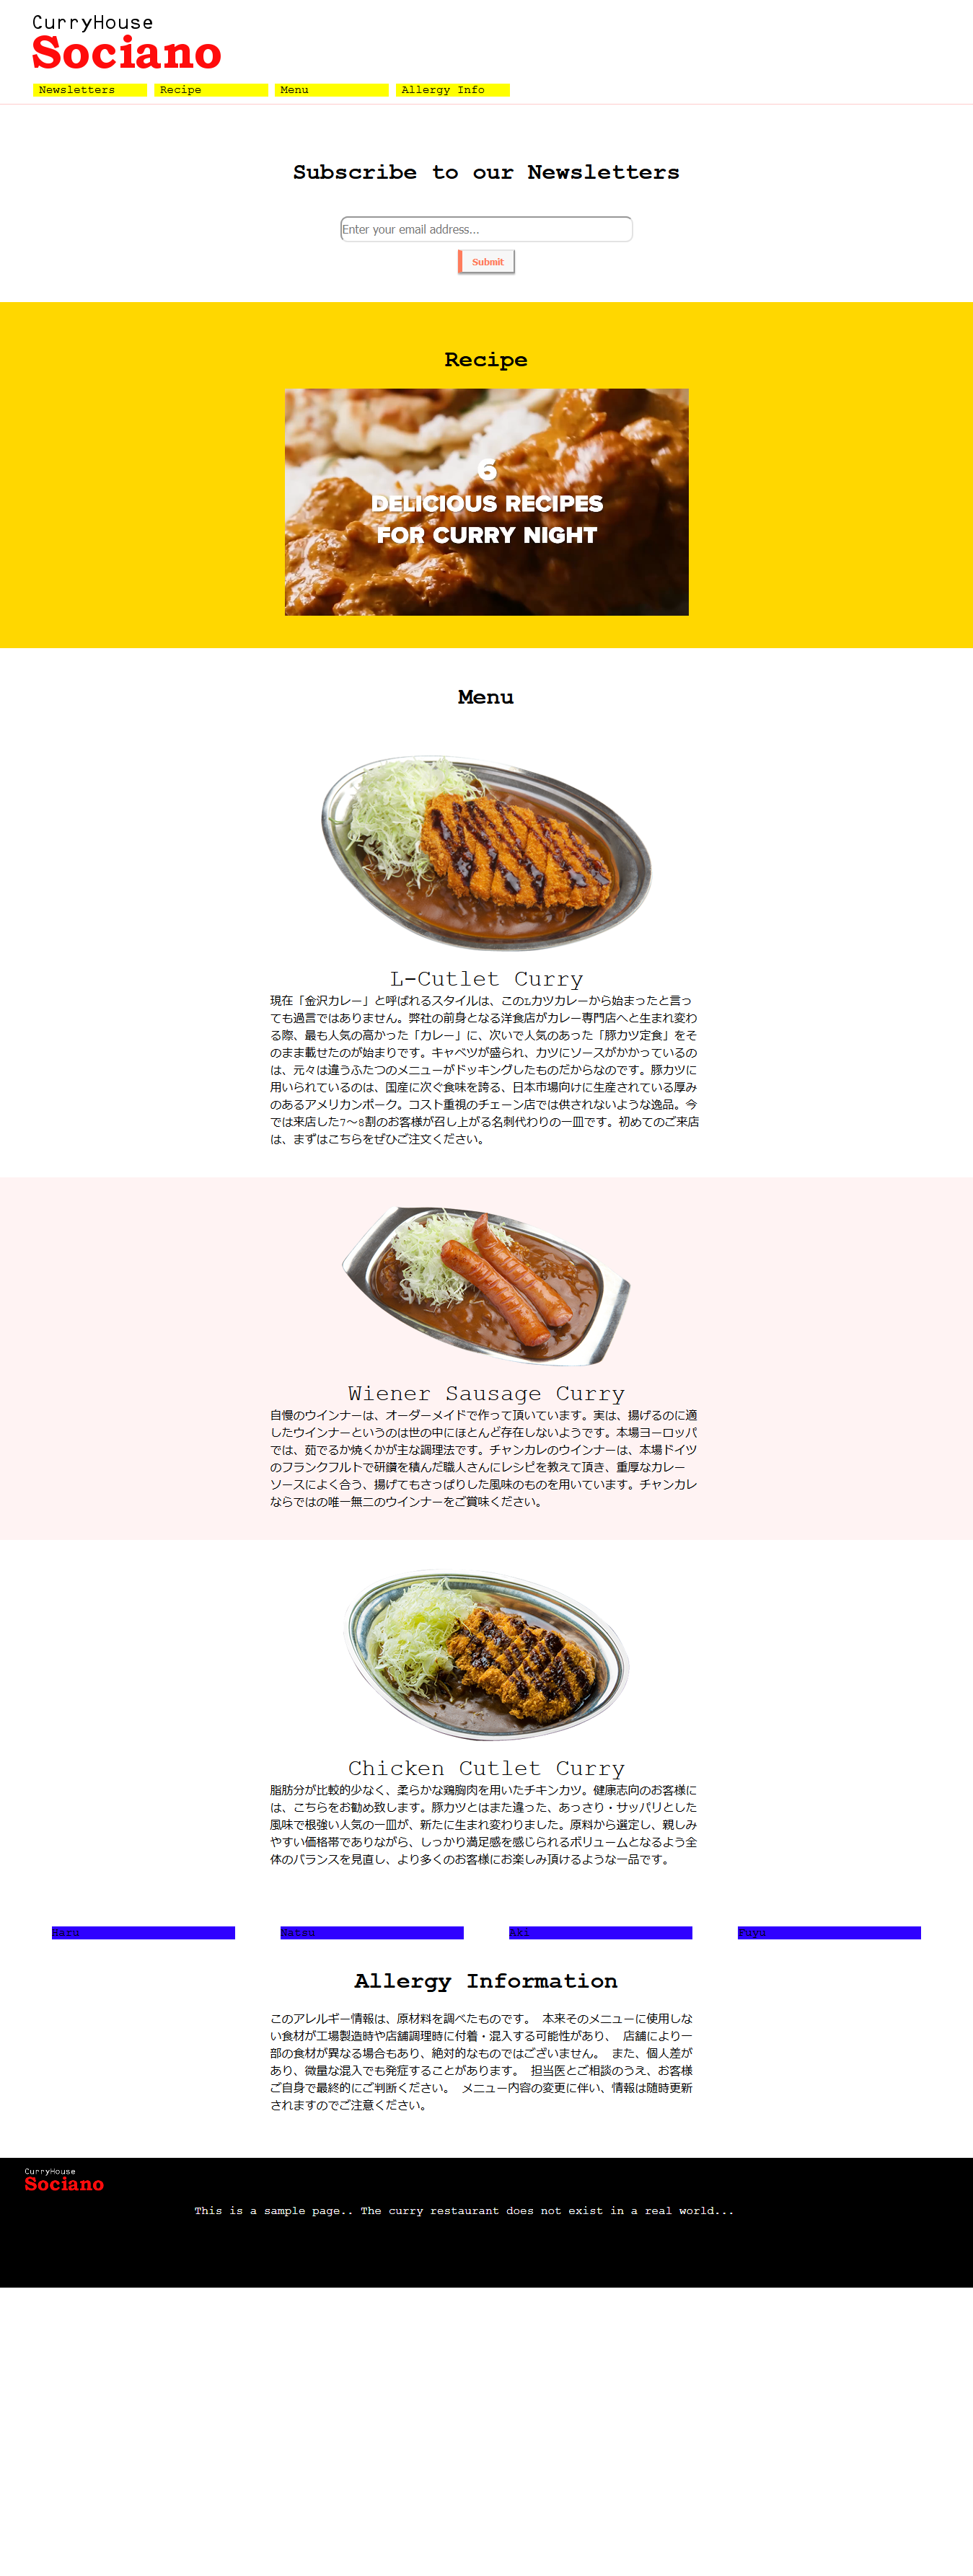 CurryHouse
Sociano
Newsletters Recipe Menu Allergy Info
Subscribe to our Newsletters
Enter your email address...
Submit
Recipe
6
DELICIOUS RECIPES
FOR CURRY NIGHT
Menu
L-Cutlet Curry
現在「金沢カレー」と呼ばれるスタイルは、このLカツカレーから始まったと言っ
ても過言ではありません。弊社の前身となる洋食店がカレー専門店へと生まれ変わ
る際、最も人気の高かった「カレー」に、次いで人気のあった「豚カツ定食」をそ
のまま載せたのが始まりです。キャベツが盛られ、カツにソースがかかっているの
は、元々は違うふたつのメニューがドッキングしたものだからなのです。豚カツに
用いられているのは、国産に次ぐ食味を誇る、日本市場向けに生産されている厚み
のあるアメリカンポーク。コスト重視のチェーン店では供されないような逸品。今
では来店した7〜8割のお客様が召し上がる名刺代わりの一皿です。初めてのご来店
は、まずはこちらをぜひご注文ください。
Wiener Sausage Curry
自慢のウインナーは、オーダーメイドで作って頂いています。実は、揚げるのに適
したウインナーというのは世の中にほとんど存在しないようです。本場ヨーロッパ
では、茹でるか焼くかが主な調理法です。チャンカレのウインナーは、本場ドイツ
のフランクフルトで研鑽を積んだ職人さんにレシピを教えて頂き、重厚なカレー
ソースによく合う、揚げてもさっぱりした風味のものを用いています。チャンカレ
ならではの唯一無二のウインナーをご賞味ください。
Chicken Cutlet Curry
脂肪分が比較的少なく、柔らかな鶏胸肉を用いたチキンカツ。健康志向のお客様に
は、こちらをお勧め致します。豚カツとはまた違った、あっさり・サッパリとした
風味で根強い人気の一皿が、新たに生まれ変わりました。原料から選定し、親しみ
やすい価格帯でありながら、しっかり満足感を感じられるボリュームとなるよう全
体のバランスを見直し、より多くのお客様にお楽しみ頂けるような一品です。
Haru Natsu Aki Fuyu
Allergy Information
このアレルギー情報は、原材料を調べたものです。 本来そのメニューに使用しな
い食材が工場製造時や店舗調理時に付着・混入する可能性があり、 店舗により一
部の食材が異なる場合もあり、絶対的なものではございません。 また、個人差が
あり、微量な混入でも発症することがあります。 担当医とご相談のうえ、お客様
ご自身で最終的にご判断ください。 メニュー内容の変更に伴い、情報は随時更新
されますのでご注意ください。
CurryHouse
Sociano
This is a sample page.. The curry restaurant does not exist in a real world...